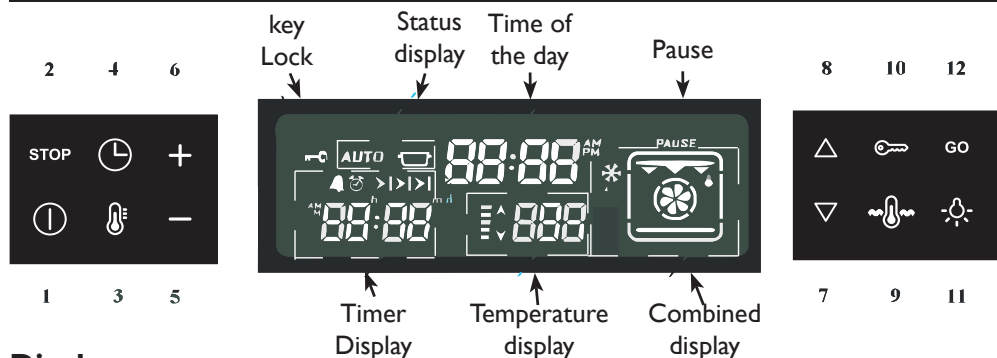 key
Lock
Status
display
Time of
the day
Pause
2 4 6
8 10 12
STOP
AUTO
88:88 AM PM
PAUSE
GO
h m d
AM 88:88
888
1 3 5
7 9 11
Timer
Display
Temperature
display
Combined
display